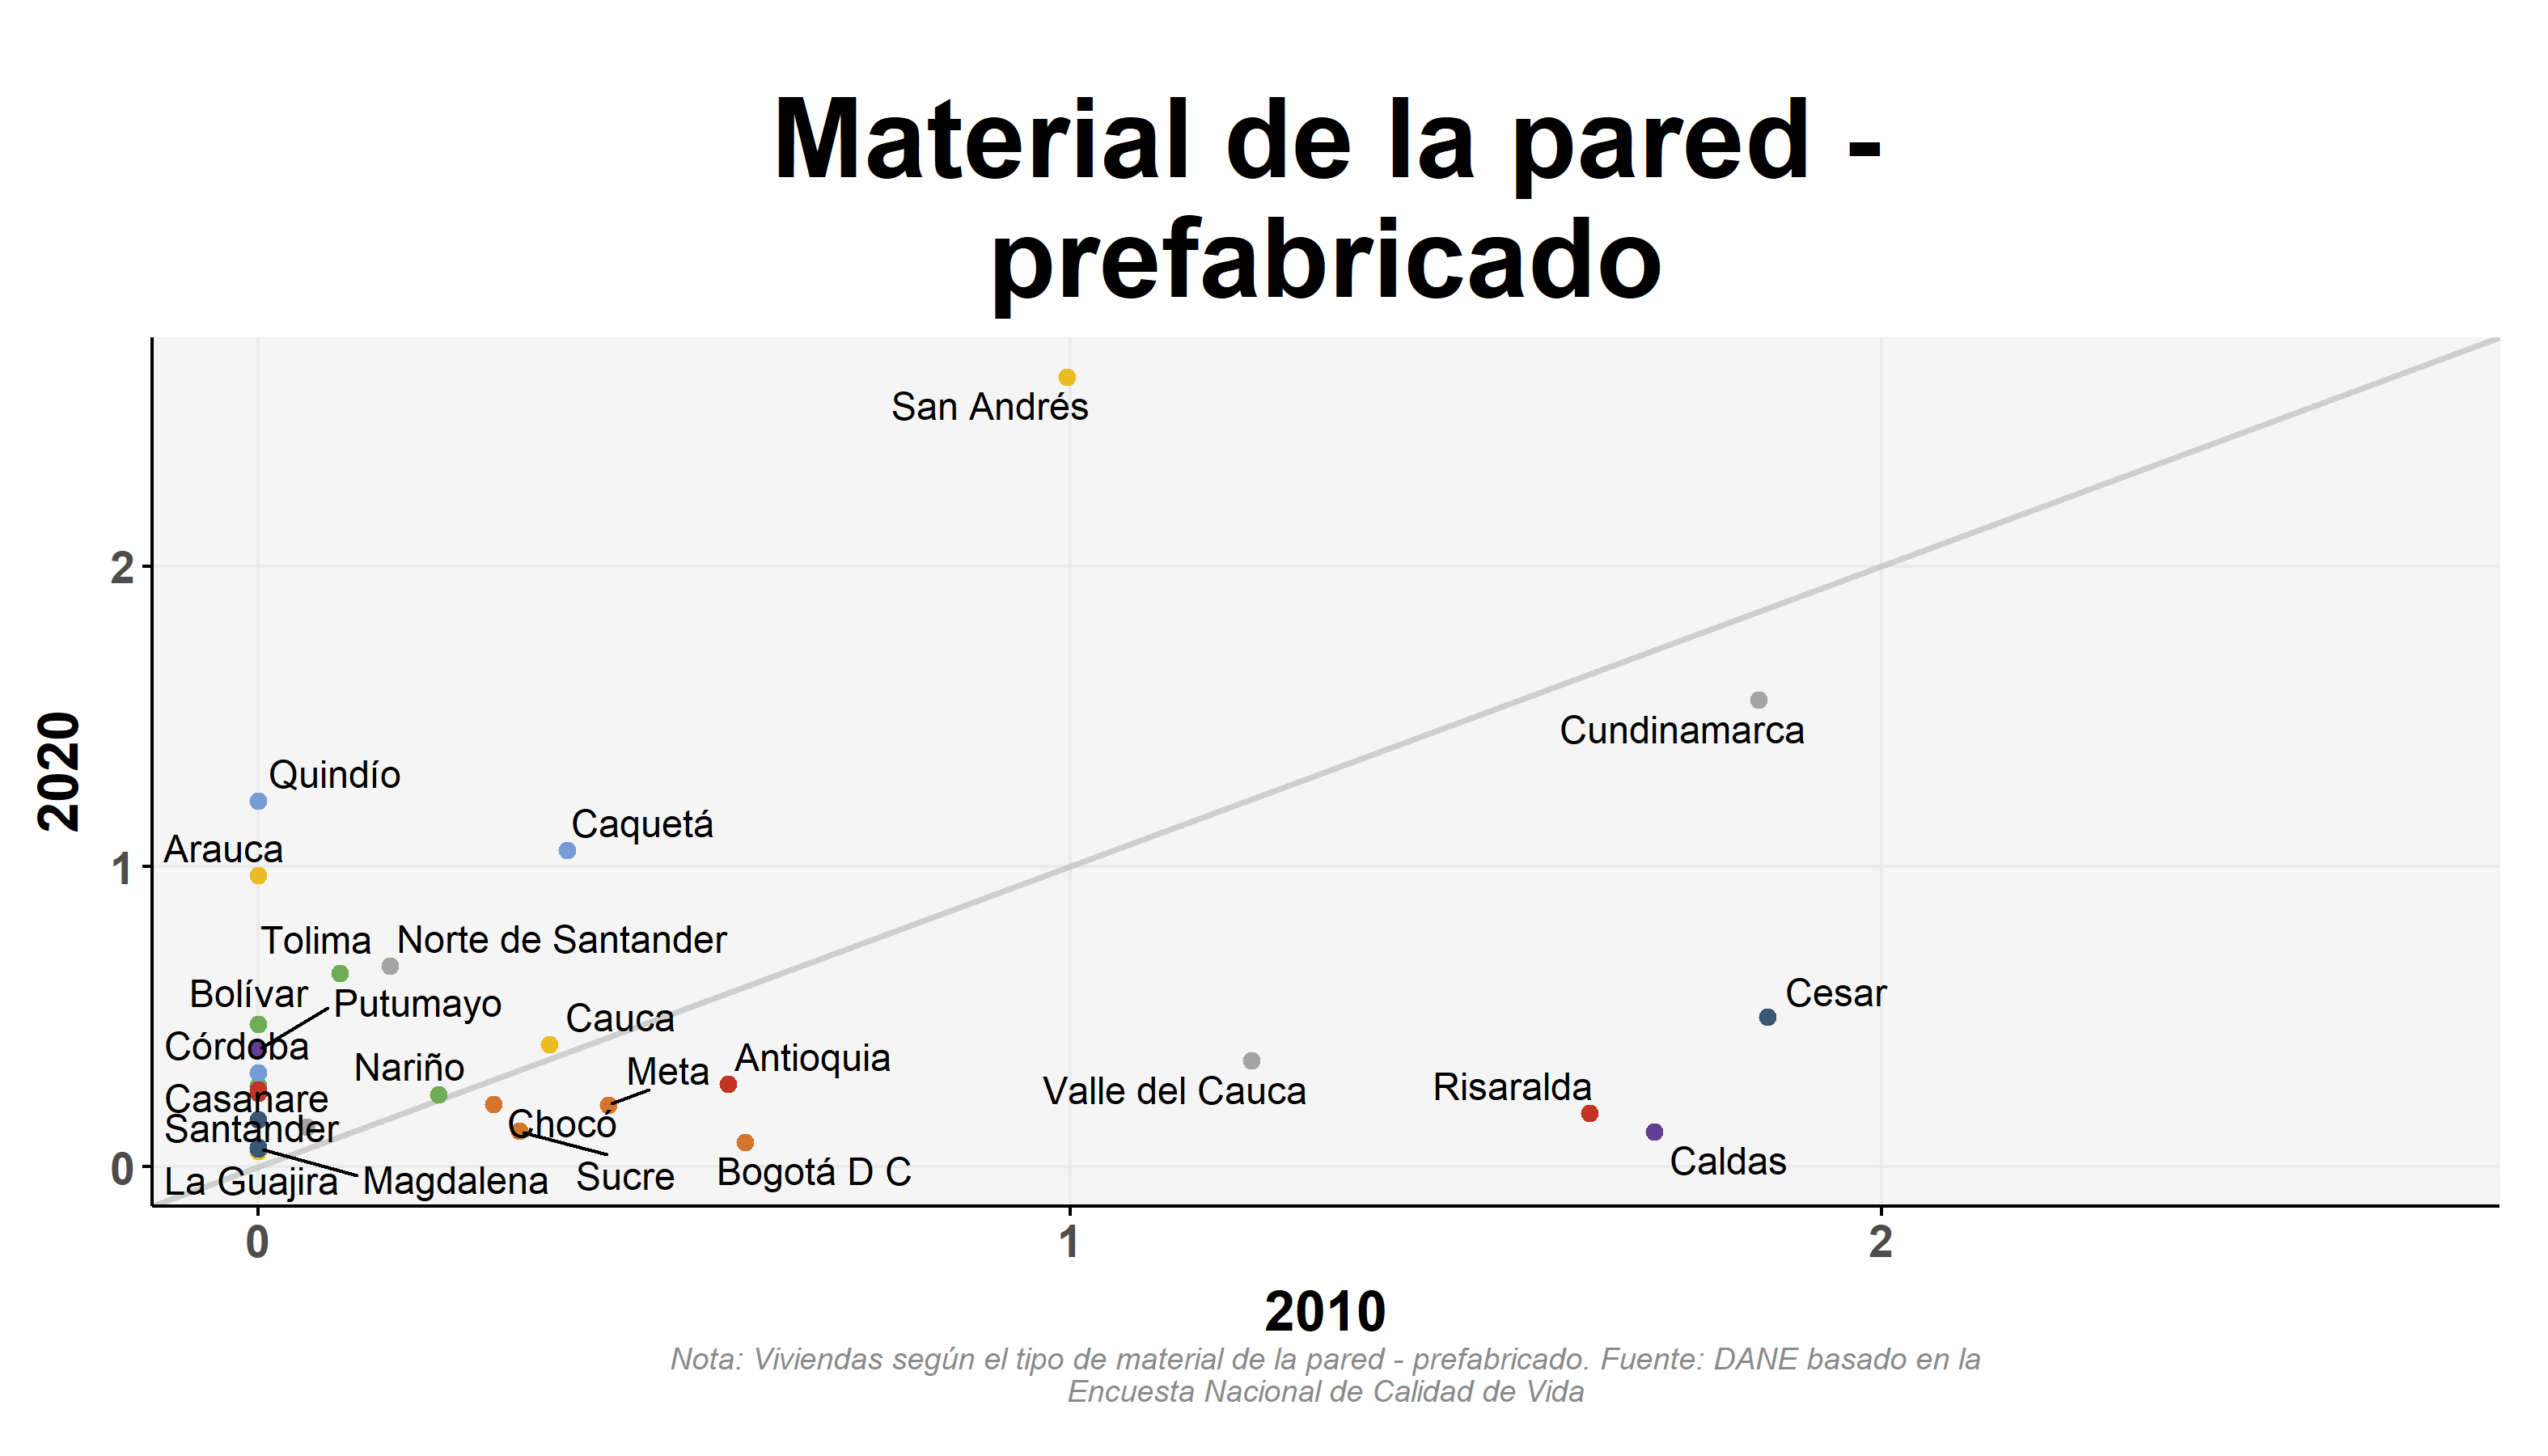 Material de la pared -
prefabricado
San Andrés
2
Cundinamarca
Quindío
2020
Caquetá
Arauca
1
Tolima
Norte de Santander
Bolívar
Putumayo
Cesar
Cauca
Córdoba
Nariño
Meta
Antioquia
Valle del Cauca
Risaralda
Casanare
Chocó
Santander
Caldas
0
La Guajira
Magdalena
Sucre
Bogotá D C
0
1
2
2010
Nota: Viviendas según el tipo de material de la pared - prefabricado. Fuente: DANE basado en la
Encuesta Nacional de Calidad de Vida